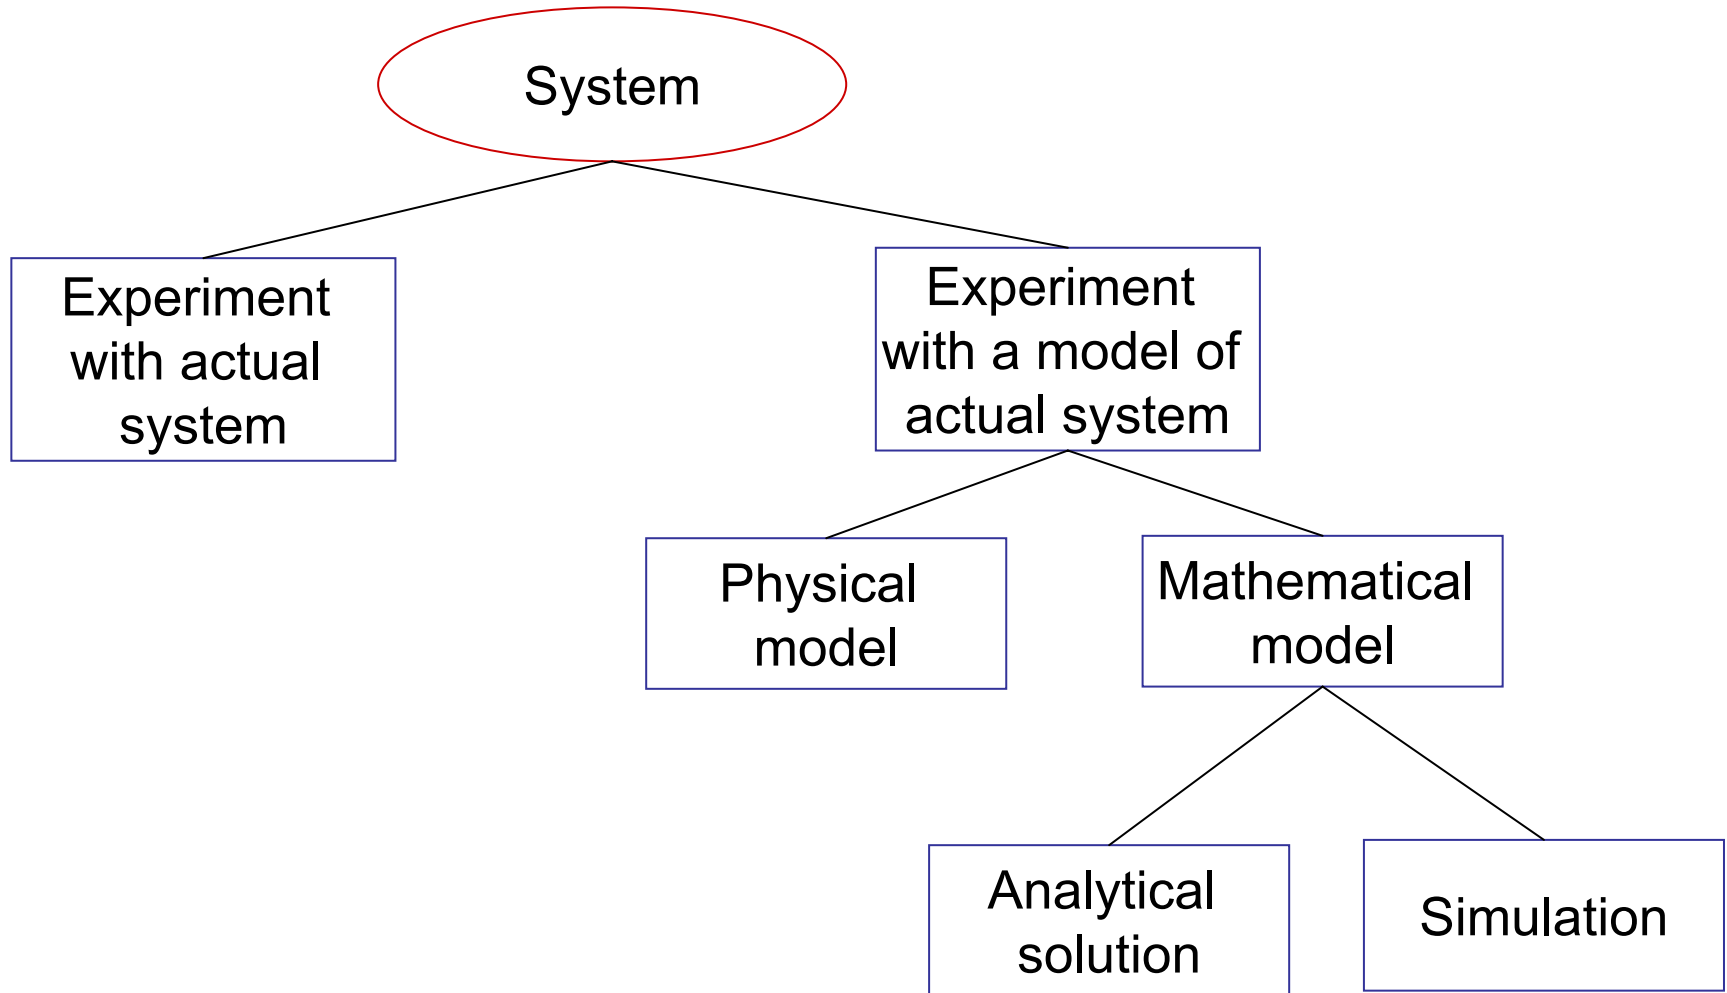 System
Experiment
with actual
system
Experiment
with a model of
actual system
Physical
model
Mathematical
model
Analytical
solution
Simulation